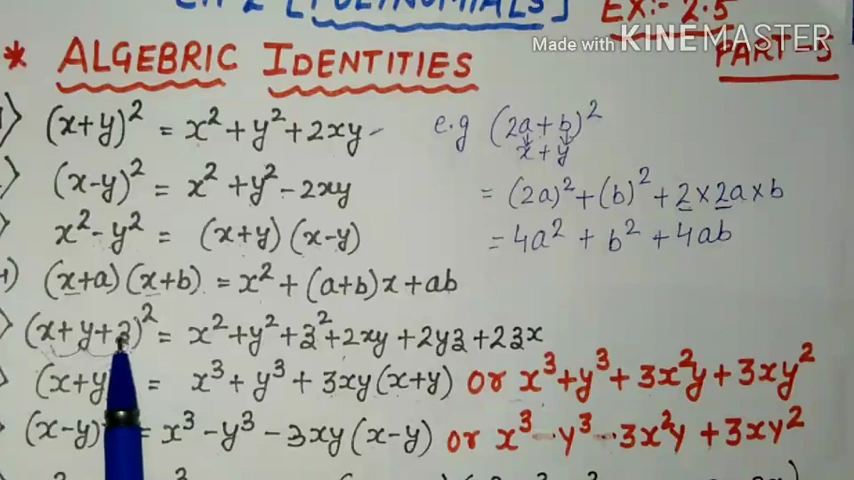 [POLYNOMIALS] EX:- 2.5
Made with KINEMASTER
* ALGEBRIC IDENTITIES PART-5
(x+y)² = x²+y²+2xy
e.g (2a+b)²
x+y
(x-y)² = x²+y²-2xy
= (2a)²+(b)²+2×2a×b
x²-y² = (x+y)(x-y)
= 4a² + b² + 4ab
(x+a)(x+b) = x²+(a+b)x+ab
(x+y+z)² = x²+y²+z²+2xy+2yz+2zx
(x+y = x³+y³+3xy(x+y) or x³+y³+3x²y+3xy²
(x-y) = x³-y³-3xy(x-y) or x³-y³-3x²y+3xy²